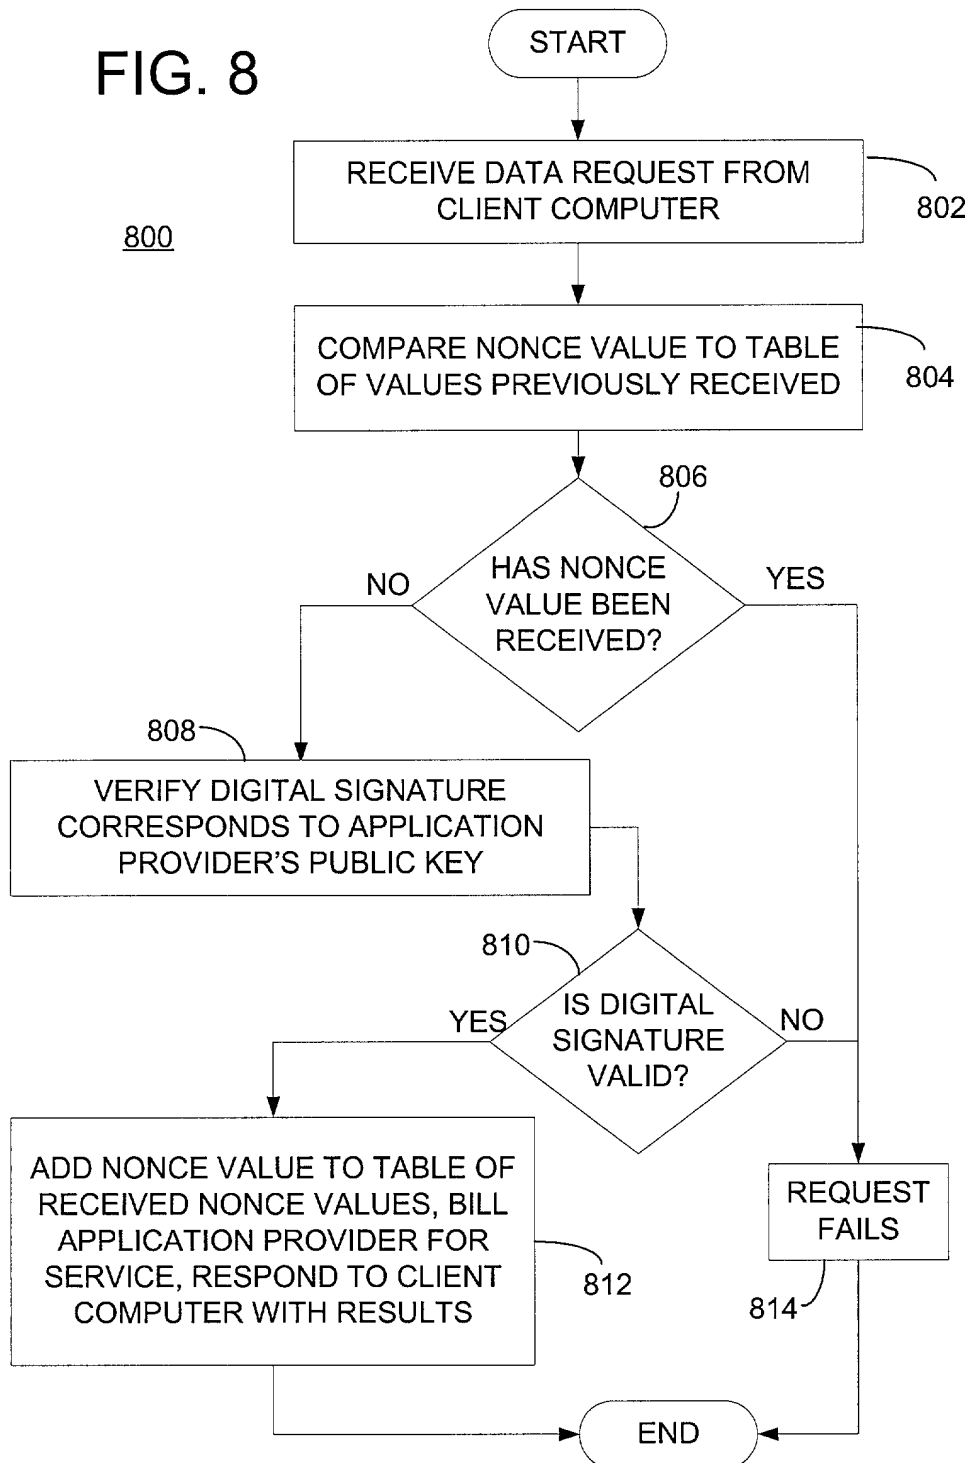 START
FIG. 8
RECEIVE DATA REQUEST FROM
CLIENT COMPUTER
802
800
COMPARE NONCE VALUE TO TABLE
OF VALUES PREVIOUSLY RECEIVED
804
806
HAS NONCE
VALUE BEEN
RECEIVED?
NO
YES
808
VERIFY DIGITAL SIGNATURE
CORRESPONDS TO APPLICATION
PROVIDER'S PUBLIC KEY
810
IS DIGITAL
SIGNATURE
VALID?
YES
NO
ADD NONCE VALUE TO TABLE OF
RECEIVED NONCE VALUES, BILL
APPLICATION PROVIDER FOR
SERVICE, RESPOND TO CLIENT
COMPUTER WITH RESULTS
812
REQUEST
FAILS
814
END